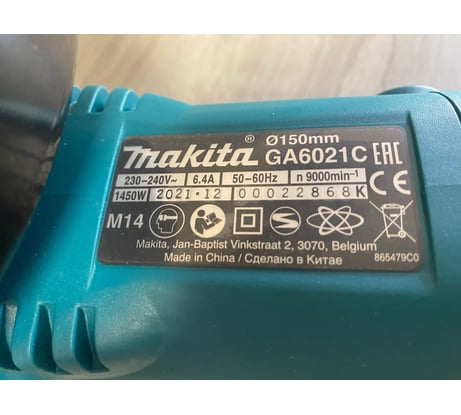 makita® Ø150mm
GA6021C EAC
230-240V~ 6.4A 50-60Hz n 9000min⁻¹
1450W 2021·12 00022868K
M14 CE
Makita, Jan-Baptist Vinkstraat 2, 3070, Belgium
Made in China / Сделано в Китае 865479C0